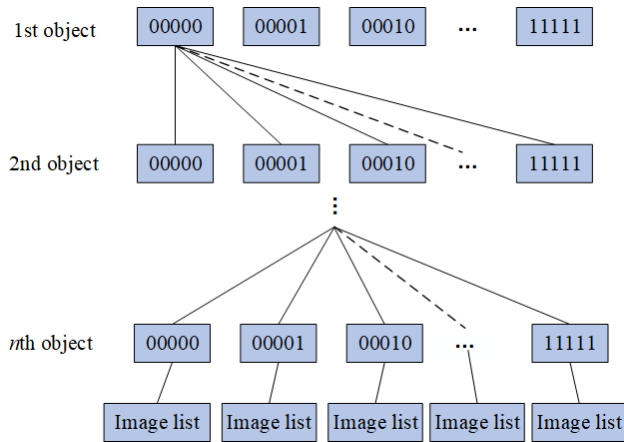 1st object 00000 00001 00010 ... 11111
2nd object 00000 00001 00010 ... 11111
⋮
nth object 00000 00001 00010 ... 11111
Image list Image list Image list Image list Image list